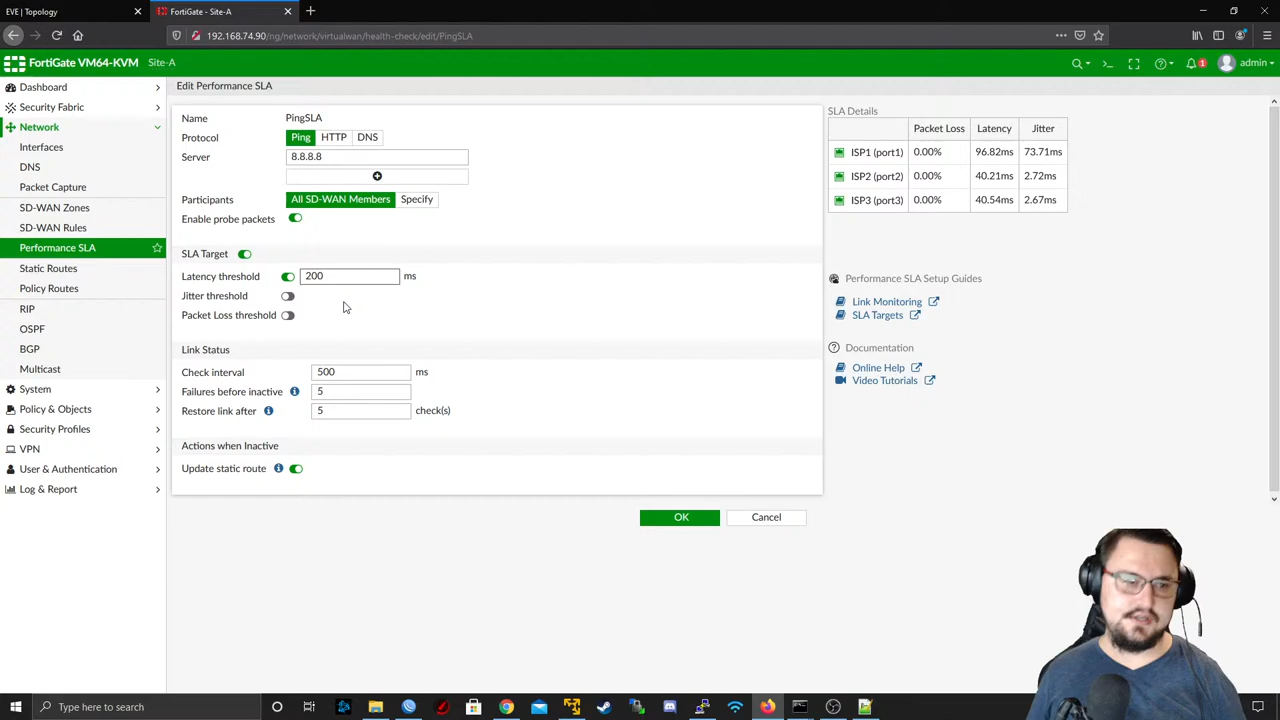 EVE | Topology
FortiGate - Site-A
192.168.74.90/ng/network/virtualwan/health-check/edit/PingSLA
FortiGate VM64-KVM
Site-A
1
admin
Dashboard
Security Fabric
Network
Interfaces
DNS
Packet Capture
SD-WAN Zones
SD-WAN Rules
Performance SLA
Static Routes
Policy Routes
RIP
OSPF
BGP
Multicast
System
Policy & Objects
Security Profiles
VPN
User & Authentication
Log & Report
Edit Performance SLA
Name PingSLA
Protocol Ping HTTP DNS
Server 8.8.8.8
Participants All SD-WAN Members Specify
Enable probe packets
SLA Target
Latency threshold 200 ms
Jitter threshold
Packet Loss threshold
Link Status
Check interval 500 ms
Failures before inactive 5
Restore link after 5 check(s)
Actions when Inactive
Update static route
OK Cancel
SLA Details
Packet Loss Latency Jitter
ISP1 (port1) 0.00% 96.82ms 73.71ms
ISP2 (port2) 0.00% 40.21ms 2.72ms
ISP3 (port3) 0.00% 40.54ms 2.67ms
Performance SLA Setup Guides
Link Monitoring
SLA Targets
Documentation
Online Help
Video Tutorials
Type here to search